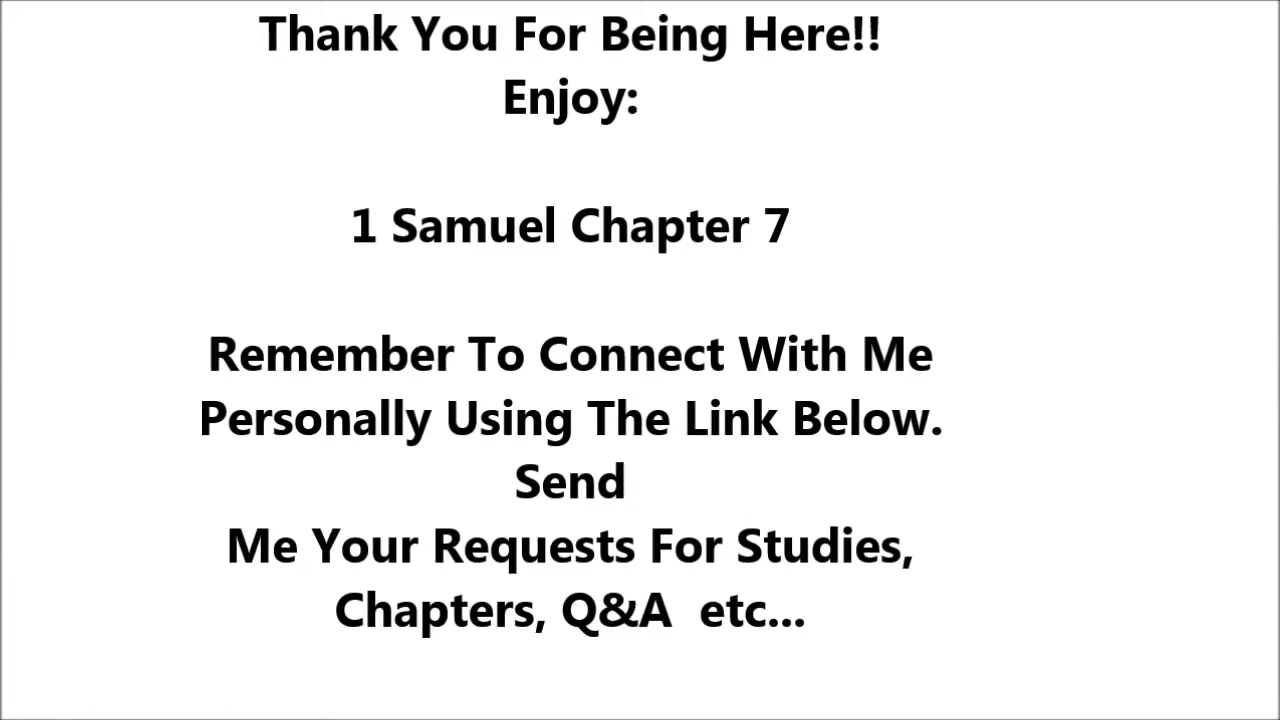 Thank You For Being Here!!
Enjoy:
1 Samuel Chapter 7
Remember To Connect With Me
Personally Using The Link Below.
Send
Me Your Requests For Studies,
Chapters, Q&A  etc...